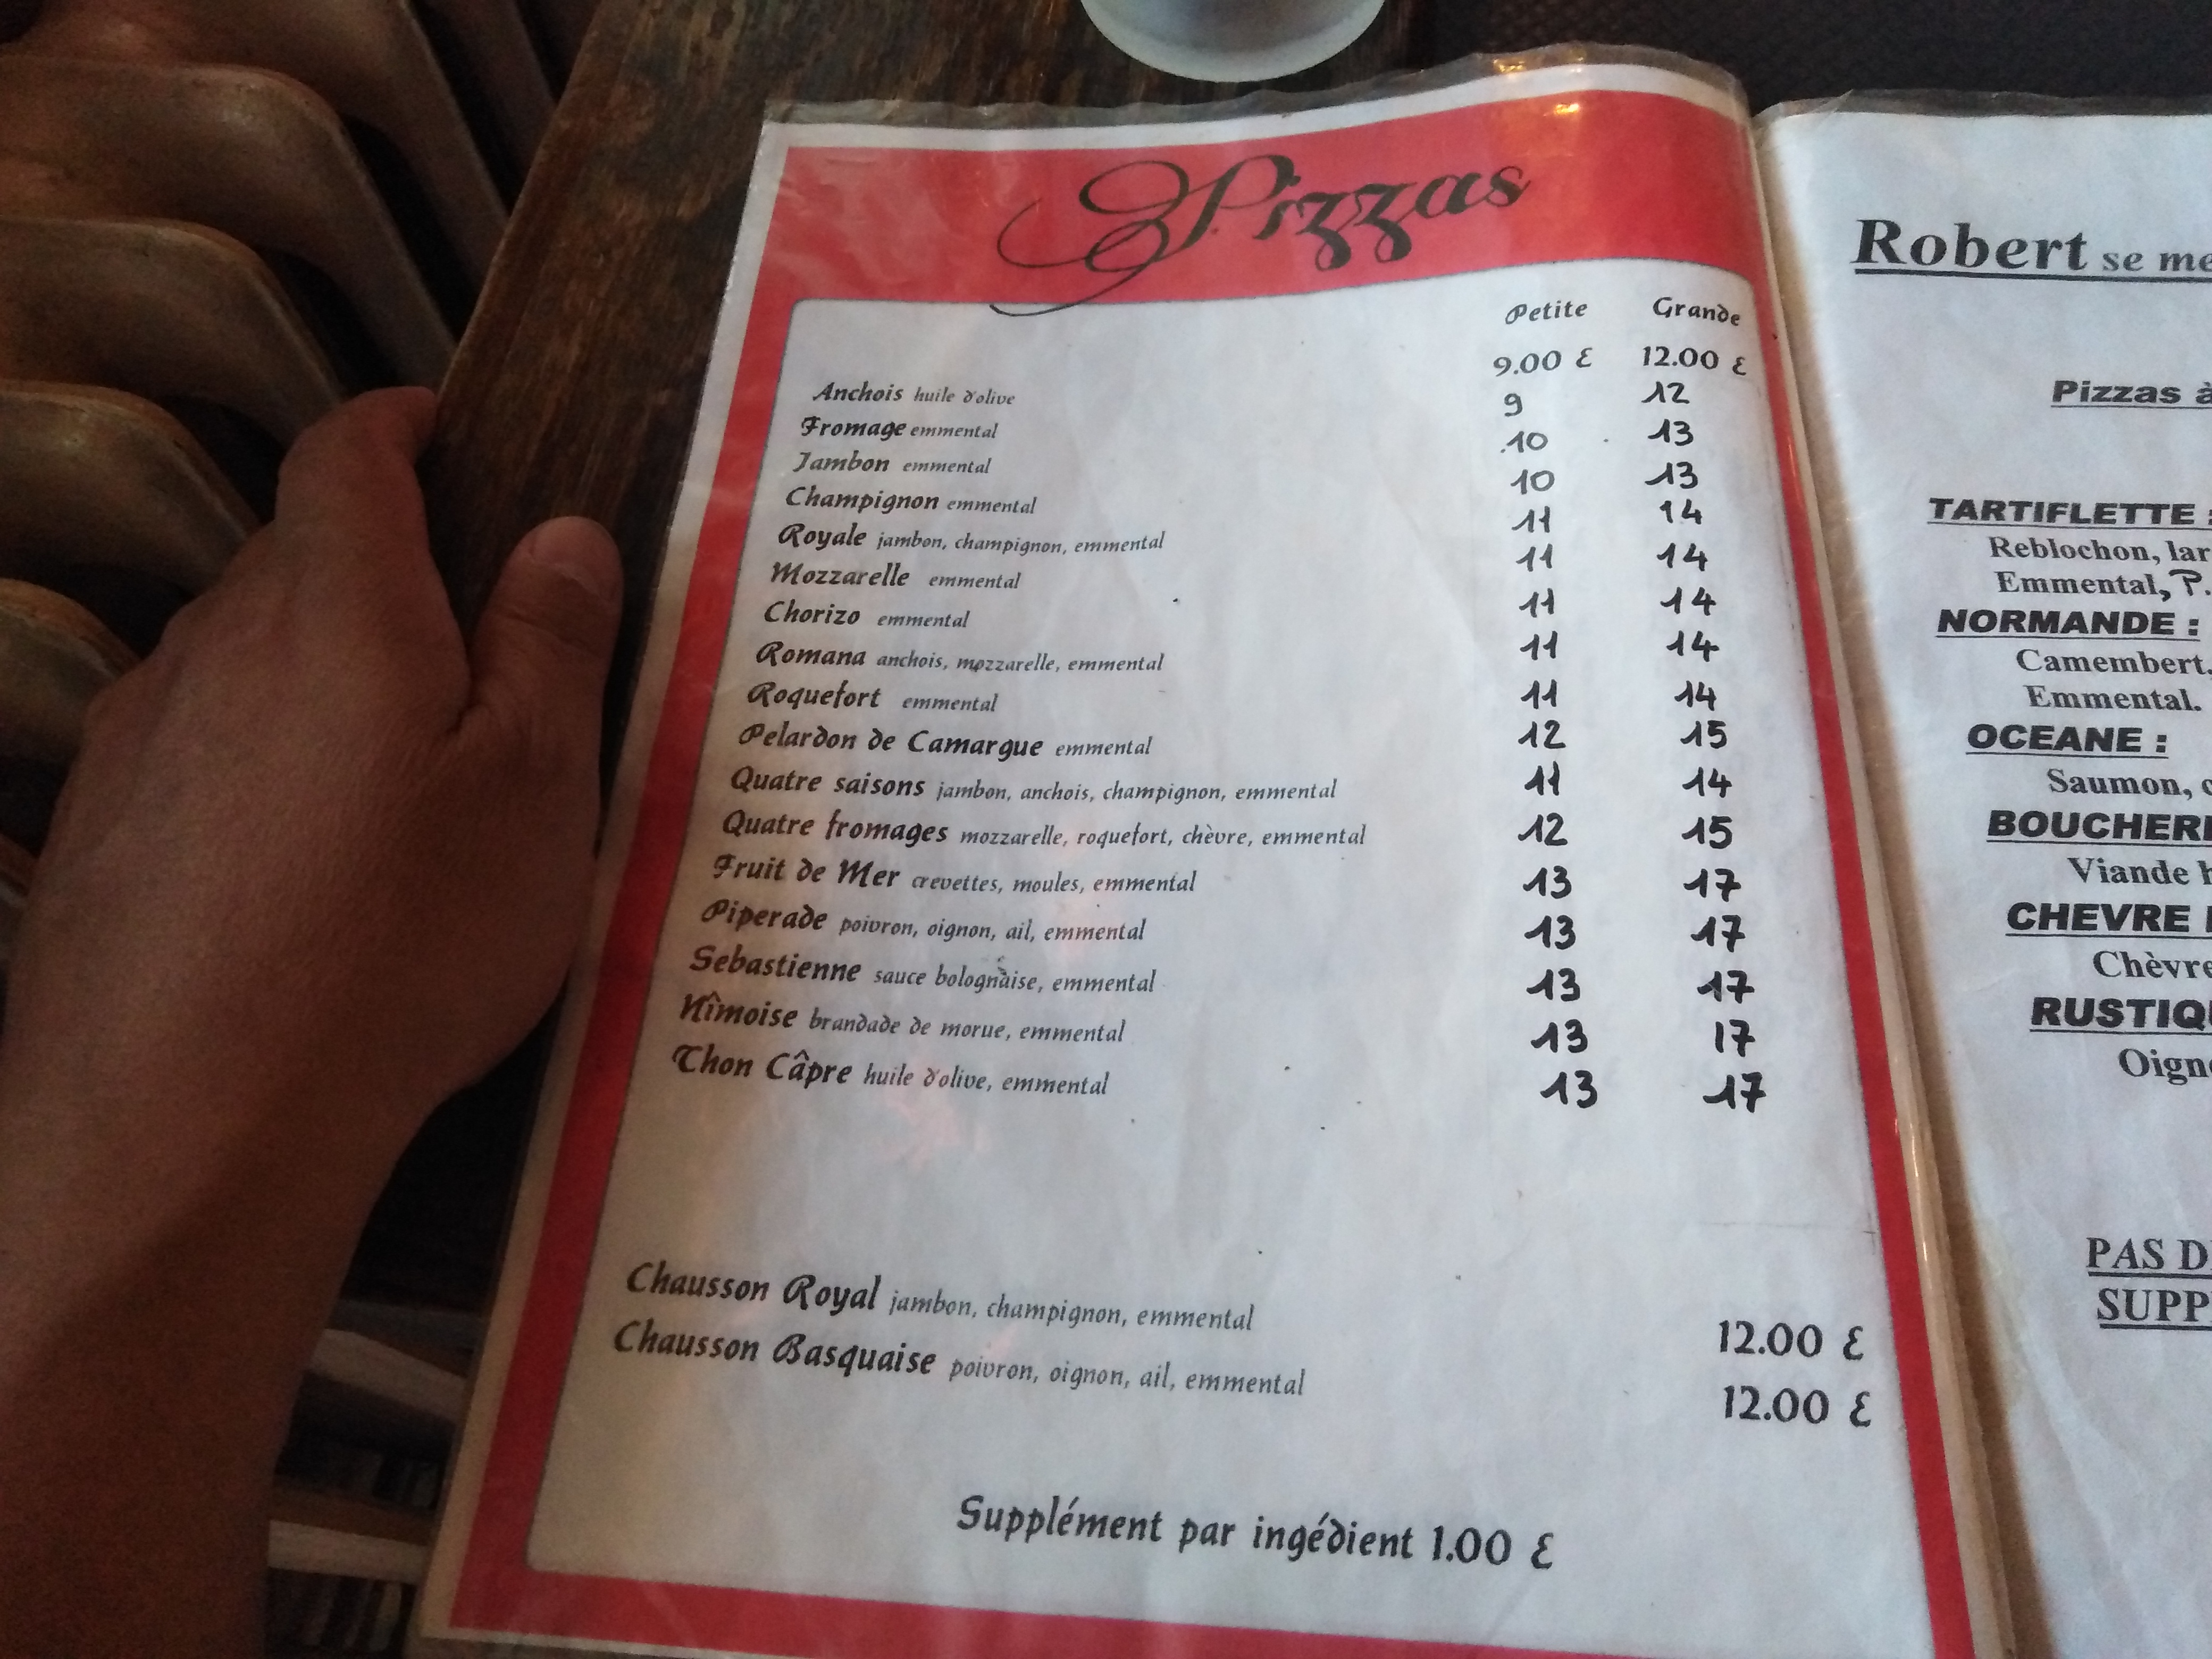 Pizzas
Petite Grande
Anchois huile d'olive 9.00 € 12.00 €
Fromage emmental 9 12
Jambon emmental 10 13
Champignon emmental 10 13
Royale jambon, champignon, emmental 11 14
Mozzarelle emmental 11 14
Chorizo emmental 11 14
Romana anchois, mozzarelle, emmental 11 14
Roquefort emmental 11 14
Pelardon de Camargue emmental 12 15
Quatre saisons jambon, anchois, champignon, emmental 11 14
Quatre fromages mozzarelle, roquefort, chèvre, emmental 12 15
Fruit de Mer crevettes, moules, emmental 13 17
Piperade poivron, oignon, ail, emmental 13 17
Sebastienne sauce bolognaise, emmental 13 17
Nîmoise brandade de morue, emmental 13 17
Thon Câpre huile d'olive, emmental 13 17
Chausson Royal jambon, champignon, emmental 12.00 €
Chausson Basquaise poivron, oignon, ail, emmental 12.00 €
Supplément par ingédient 1.00 €
Robert se
Pizzas à
TARTIFLETTE :
Reblochon,
Emmental, P.
NORMANDE :
Camembert.
Emmental.
OCEANE :
Saumon,
Viande
CHEVRE
Chèvre
PAS